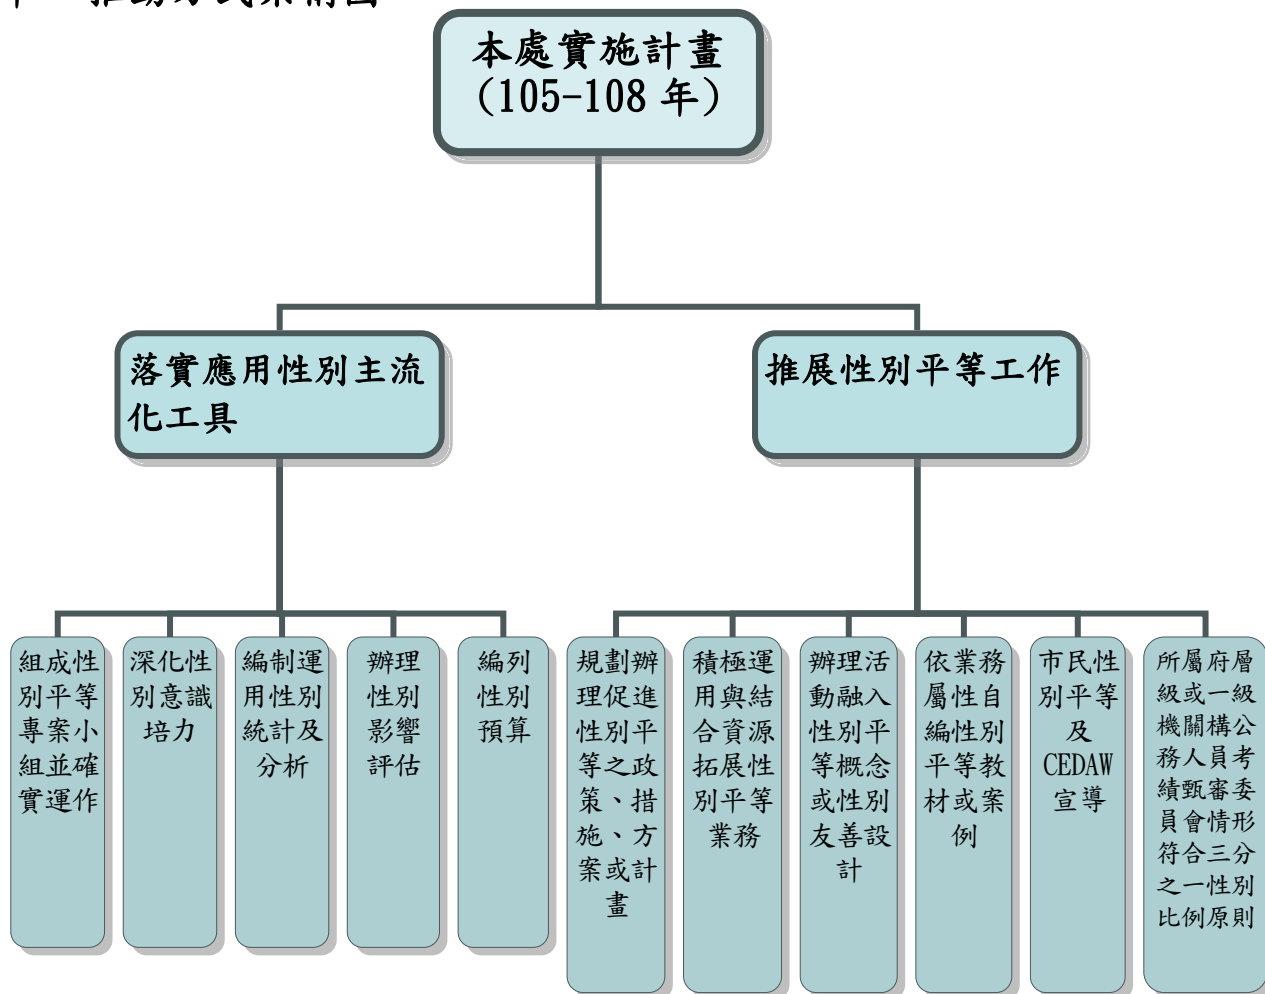 本處實施計畫
(105-108 年)
落實應用性別主流
化工具
推展性別平等工作
組成性
別平等
專案小
組並確
實運作
深化性
別意識
培力
編制運
用性別
統計及
分析
辦理
性別
影響
評估
編列
性別
預算
規劃辦
理促進
性別平
等之政
策、措
施、方
案或計
畫
積極運
用與結
合資源
拓展性
別平等
業務
辦理活
動融入
性別平
等概念
或性別
友善設
計
依業務
屬性自
編性別
平等教
材或案
例
市民性
別平等
及
CEDAW
宣導
所屬府層
級或一級
機關構公
務人員考
績甄審委
員會情形
符合三分
之一性別
比例原則